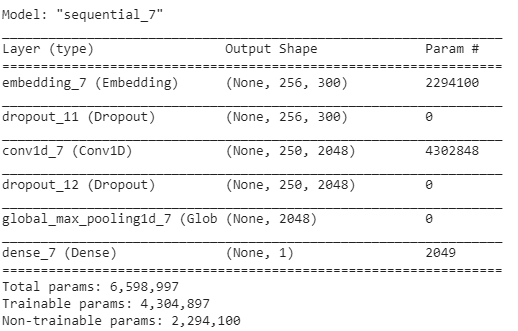 Model: "sequential_7"
Layer (type) Output Shape Param #
embedding_7 (Embedding) (None, 256, 300) 2294100
dropout_11 (Dropout) (None, 256, 300) 0
conv1d_7 (Conv1D) (None, 250, 2048) 4302848
dropout_12 (Dropout) (None, 250, 2048) 0
global_max_pooling1d_7 (Glob (None, 2048) 0
dense_7 (Dense) (None, 1) 2049
Total params: 6,598,997
Trainable params: 4,304,897
Non-trainable params: 2,294,100